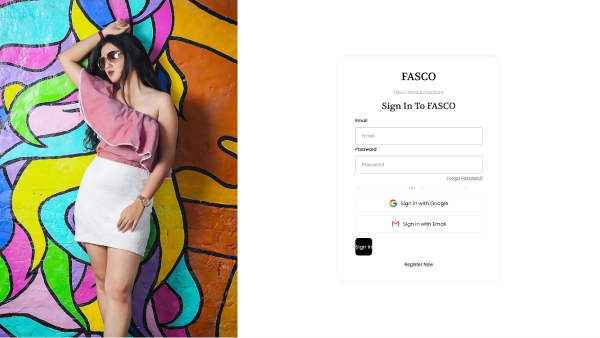 FASCO
FASCO Terms & Conditions
Sign In To FASCO
Email
Email
Password
Password
Forgot Password?
OR
Sign in with Google
Sign in with Email
Sign In
Register Now